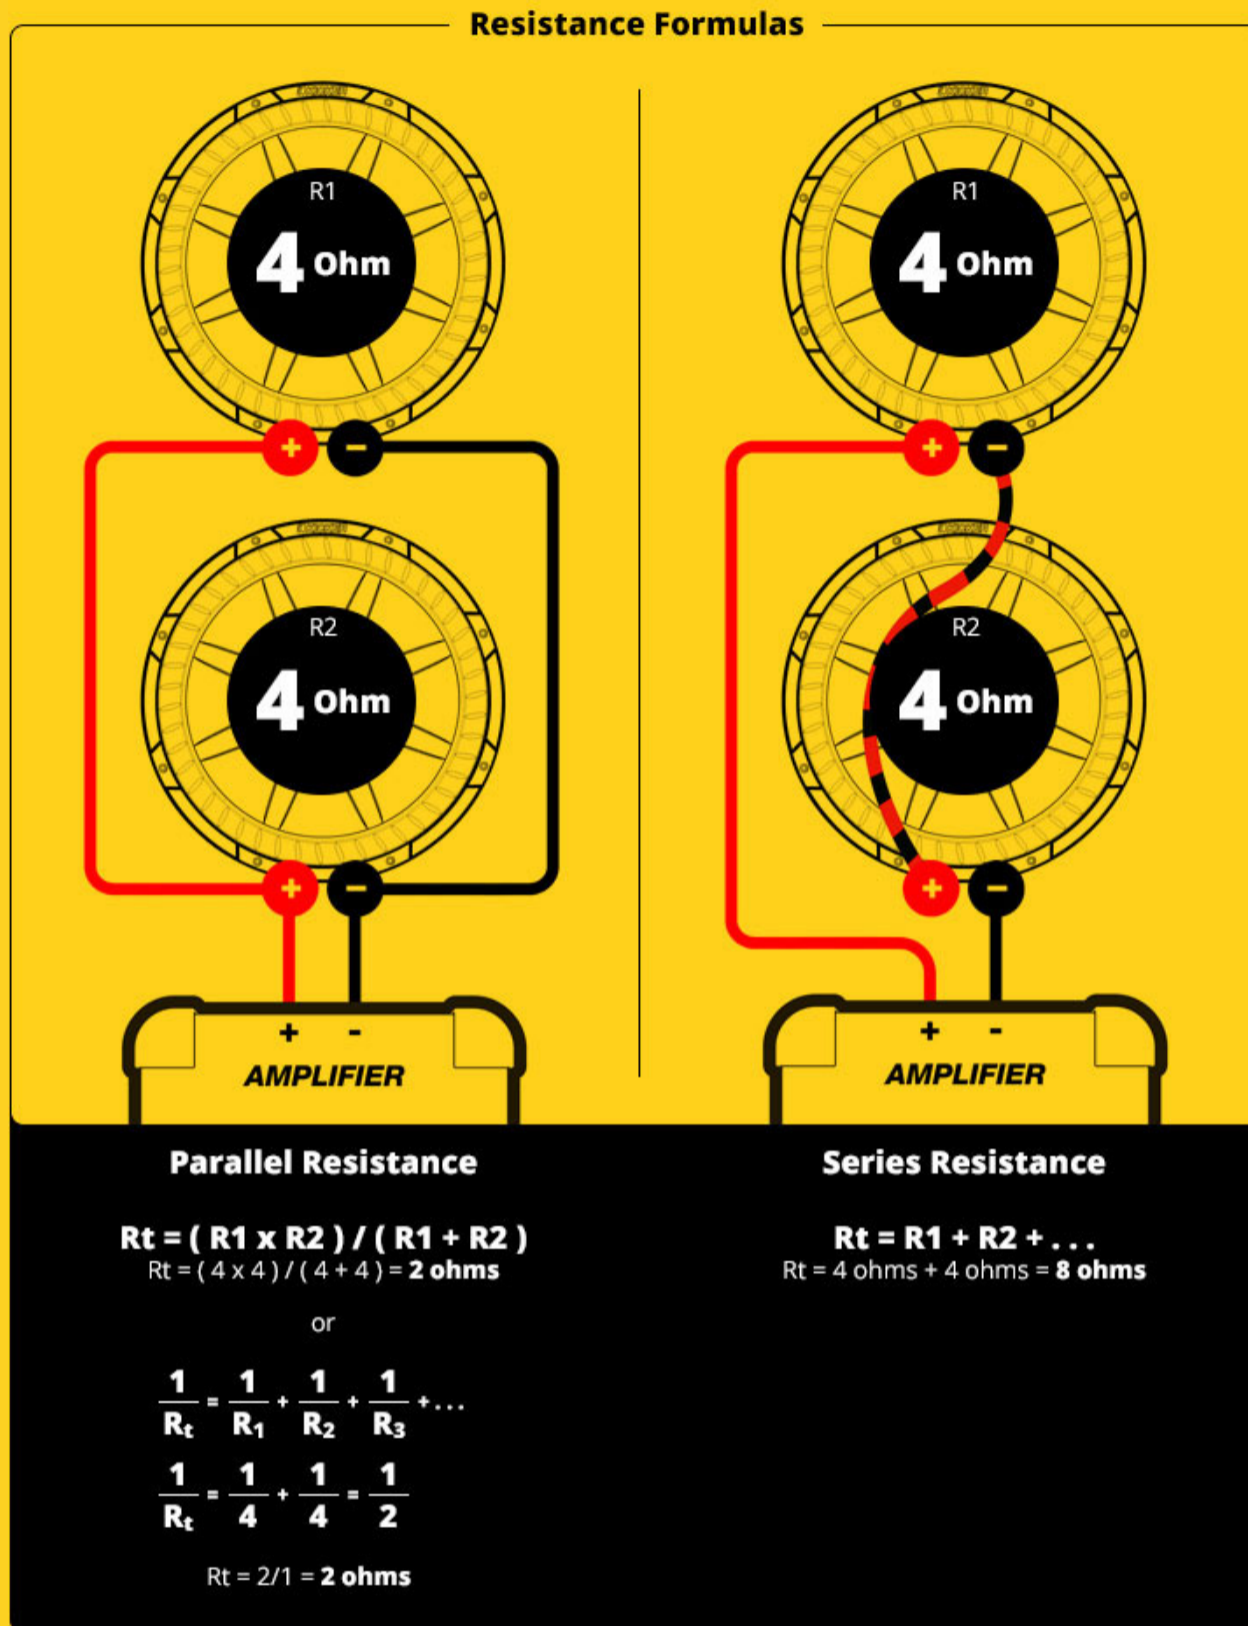 Resistance Formulas
R1
4 Ohm
+ −
R2
4 Ohm
+ −
+ -
AMPLIFIER
R1
4 Ohm
+ −
R2
4 Ohm
+ −
+ -
AMPLIFIER
Parallel Resistance
Rt = ( R1 x R2 ) / ( R1 + R2 )
Rt = ( 4 x 4 ) / ( 4 + 4 ) = 2 ohms
or
1/Rt = 1/R1 + 1/R2 + 1/R3 +...
1/Rt = 1/4 + 1/4 = 1/2
Rt = 2/1 = 2 ohms
Series Resistance
Rt = R1 + R2 + . . .
Rt = 4 ohms + 4 ohms = 8 ohms